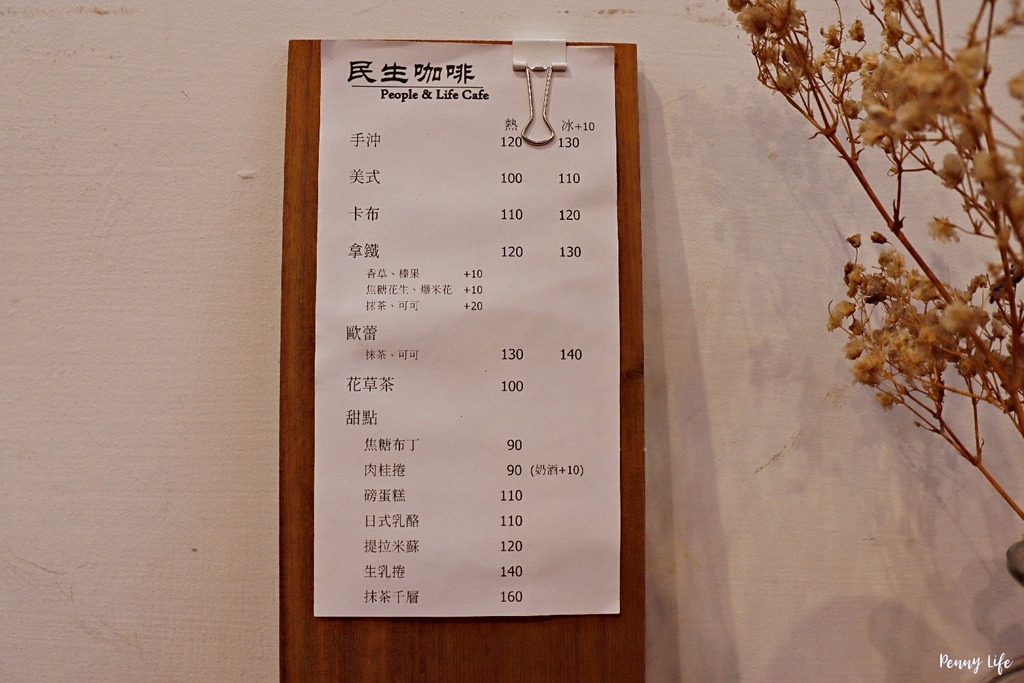 民生咖啡
People & Life Cafe
熱 冰+10
手沖 120 130
美式 100 110
卡布 110 120
拿鐵 120 130
香草、榛果 +10
焦糖花生、爆米花 +10
抹茶、可可 +20
歐蕾
抹茶、可可 130 140
花草茶 100
甜點
焦糖布丁 90
肉桂捲 90 (奶酒+10)
磅蛋糕 110
日式乳酪 110
提拉米蘇 120
生乳捲 140
抹茶千層 160
Penny Life